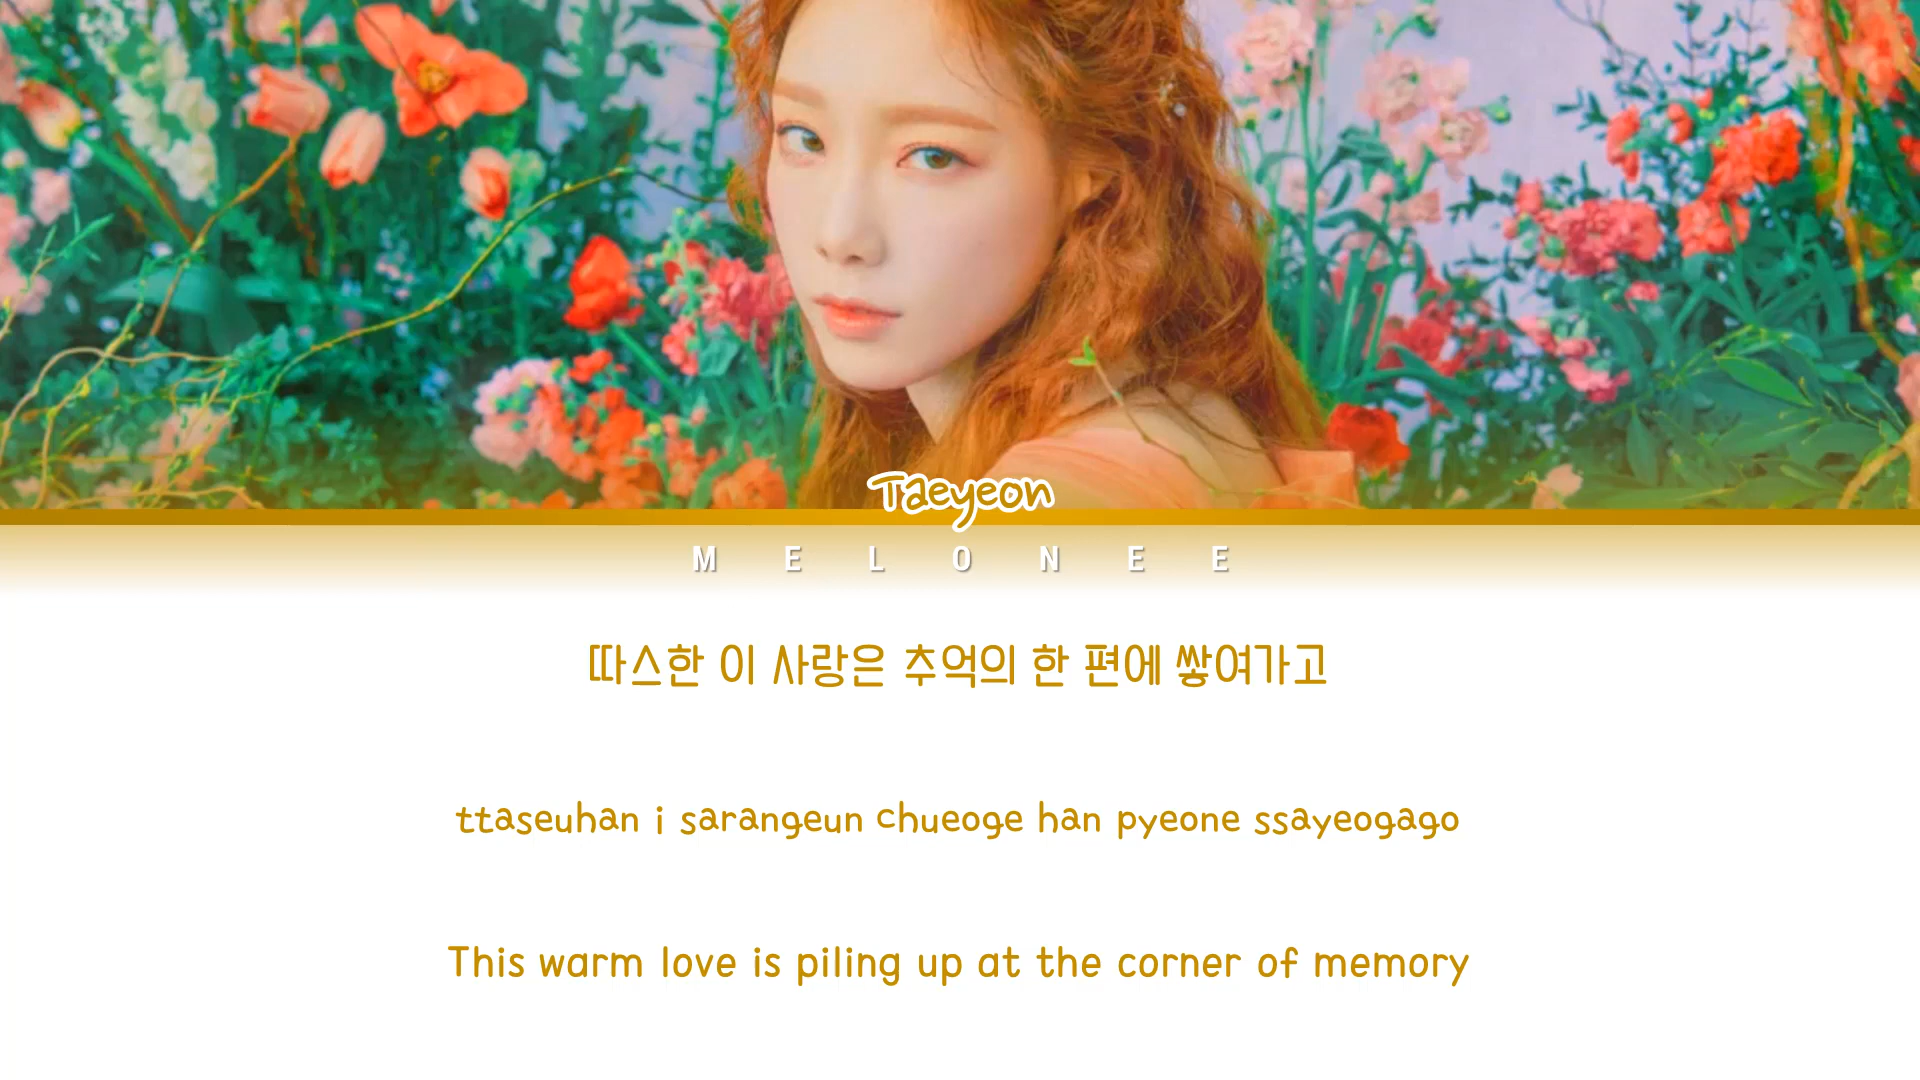 Taeyeon
MELONEE
따스한 이 사랑은 추억의 한 편에 쌓여가고
ttaseuhan i sarangeun chueoge han pyeone ssayeogago
This warm love is piling up at the corner of memory